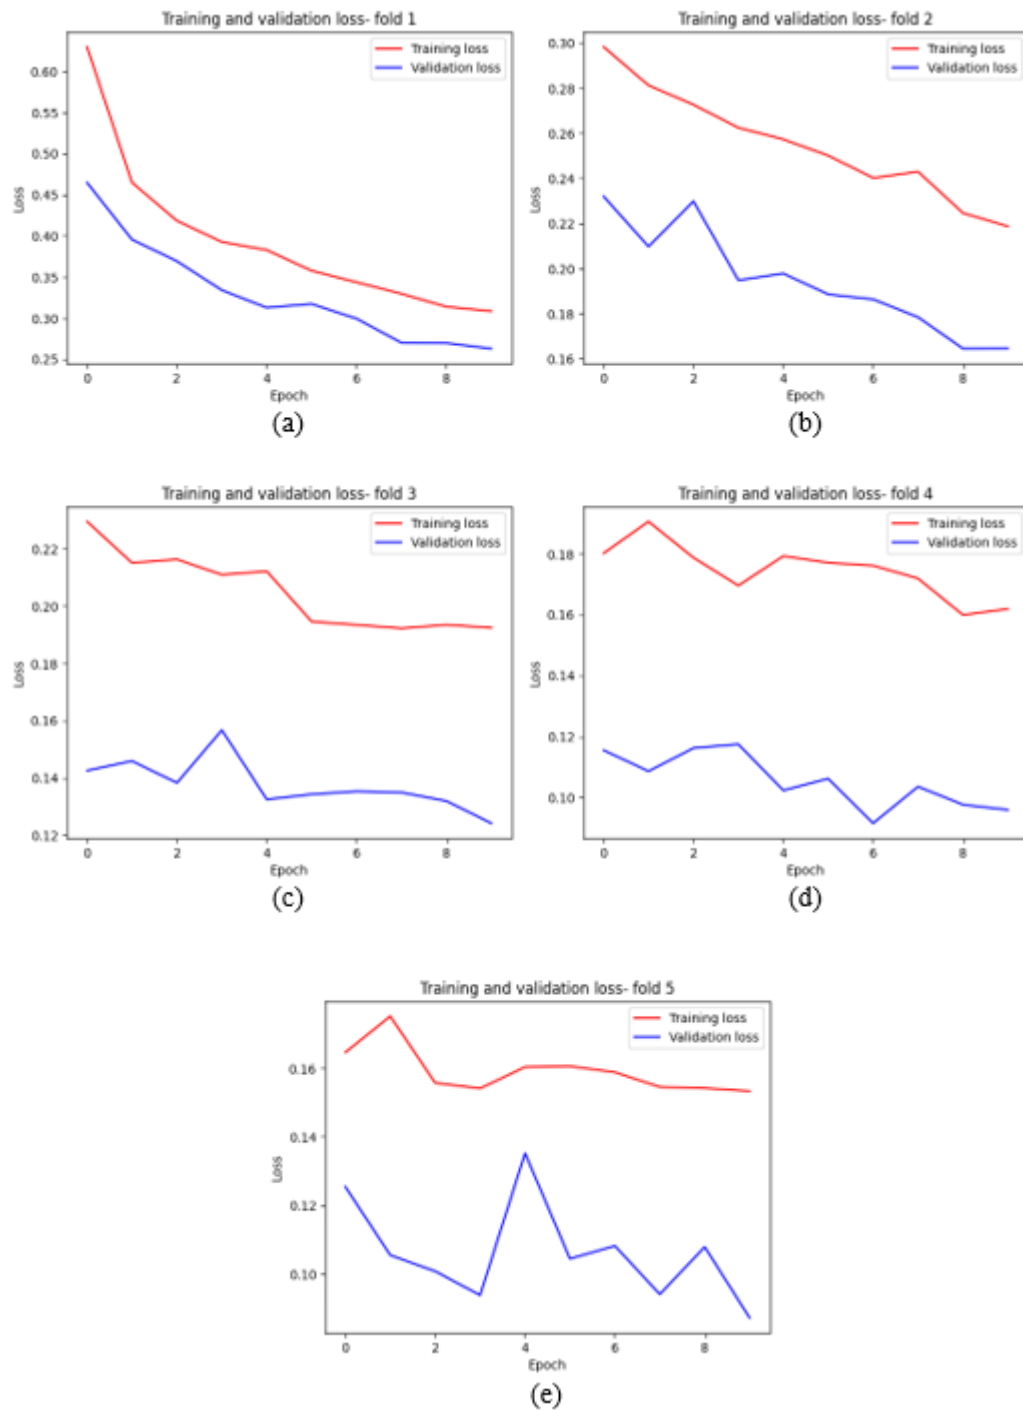 Training and validation loss- fold 1
Training loss
Validation loss
0.60
0.55
0.50
0.45
0.40
0.35
0.30
0.25
Loss
0 2 4 6 8
Epoch
(a)
Training and validation loss- fold 2
Training loss
Validation loss
0.30
0.28
0.26
0.24
0.22
0.20
0.18
0.16
Loss
0 2 4 6 8
Epoch
(b)
Training and validation loss- fold 3
Training loss
Validation loss
0.22
0.20
0.18
0.16
0.14
0.12
Loss
0 2 4 6 8
Epoch
(c)
Training and validation loss- fold 4
Training loss
Validation loss
0.18
0.16
0.14
0.12
0.10
Loss
0 2 4 6 8
Epoch
(d)
Training and validation loss- fold 5
Training loss
Validation loss
0.16
0.14
0.12
0.10
Loss
0 2 4 6 8
Epoch
(e)